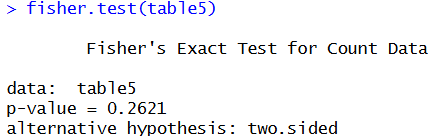 > fisher.test(table5)
Fisher's Exact Test for Count Data
data:  table5
p-value = 0.2621
alternative hypothesis: two.sided